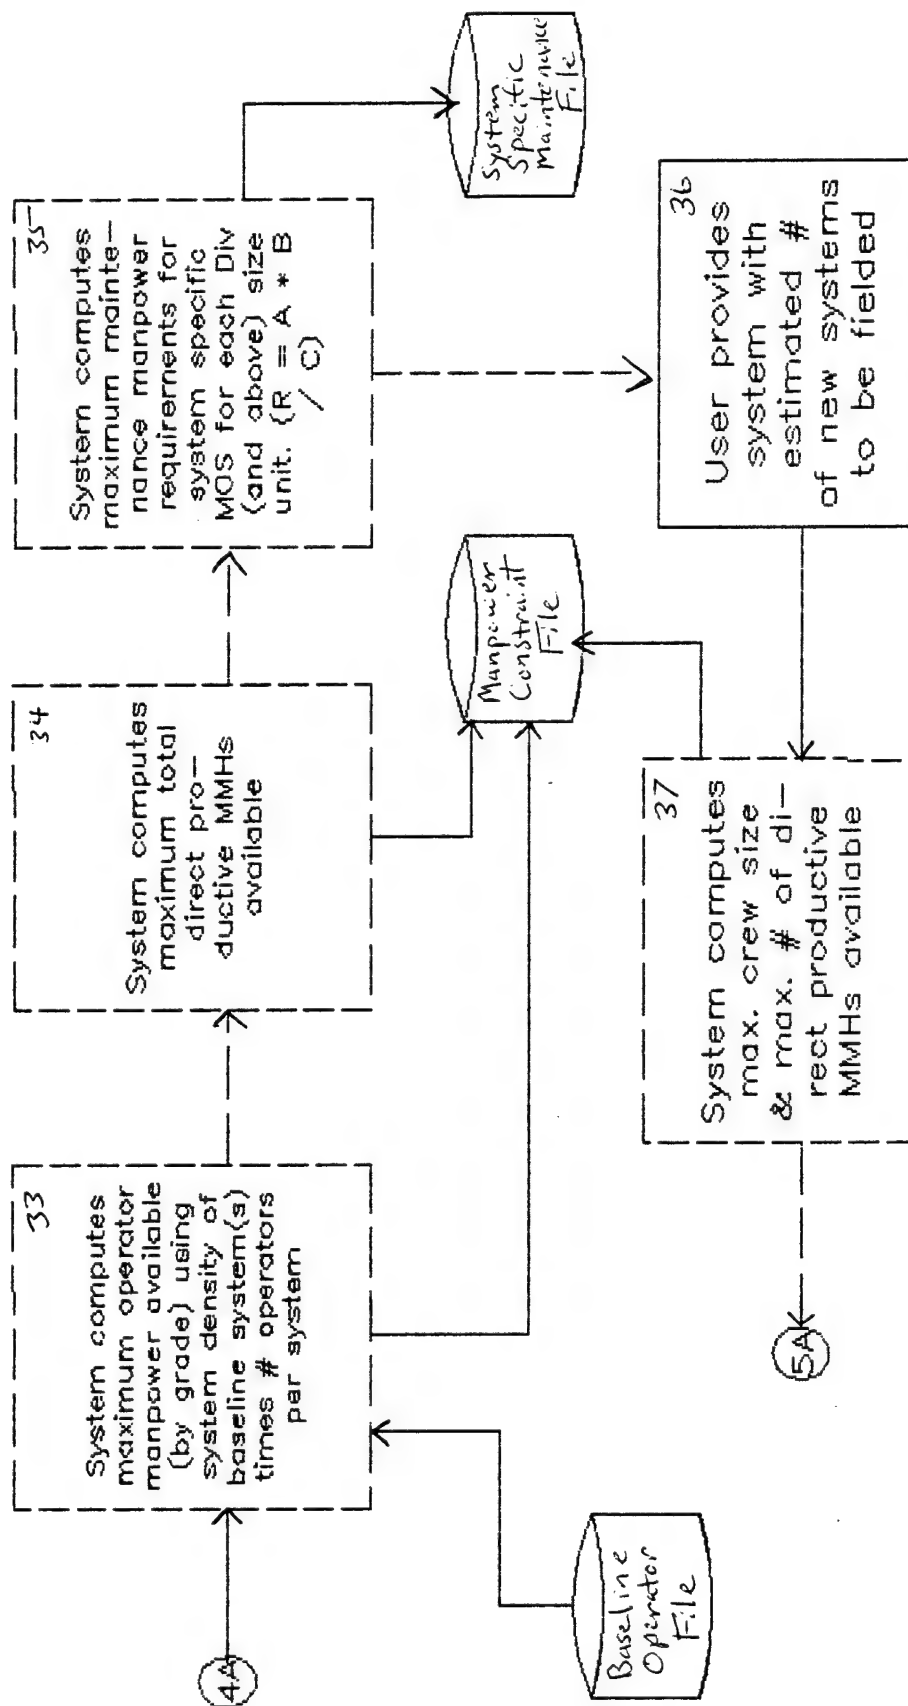 4A
33
System computes
maximum operator
manpower available
(by grade) using
system density of
baseline system(s)
times # operators
per system
Baseline
Operator
File
34
System computes
maximum total
direct pro-
ductive MMHs
available
35
System computes
maximum mainte-
nance manpower
requirements for
system specific
MOS for each Div
(and above) size
unit. (R = A * B
/ C)
System
Specific
Maintenance
File
Manpower
Constraint
File
36
User provides
system with
estimated #
of new systems
to be fielded
37
System computes
max. crew size
& max. # of di-
rect productive
MMHs available
5A